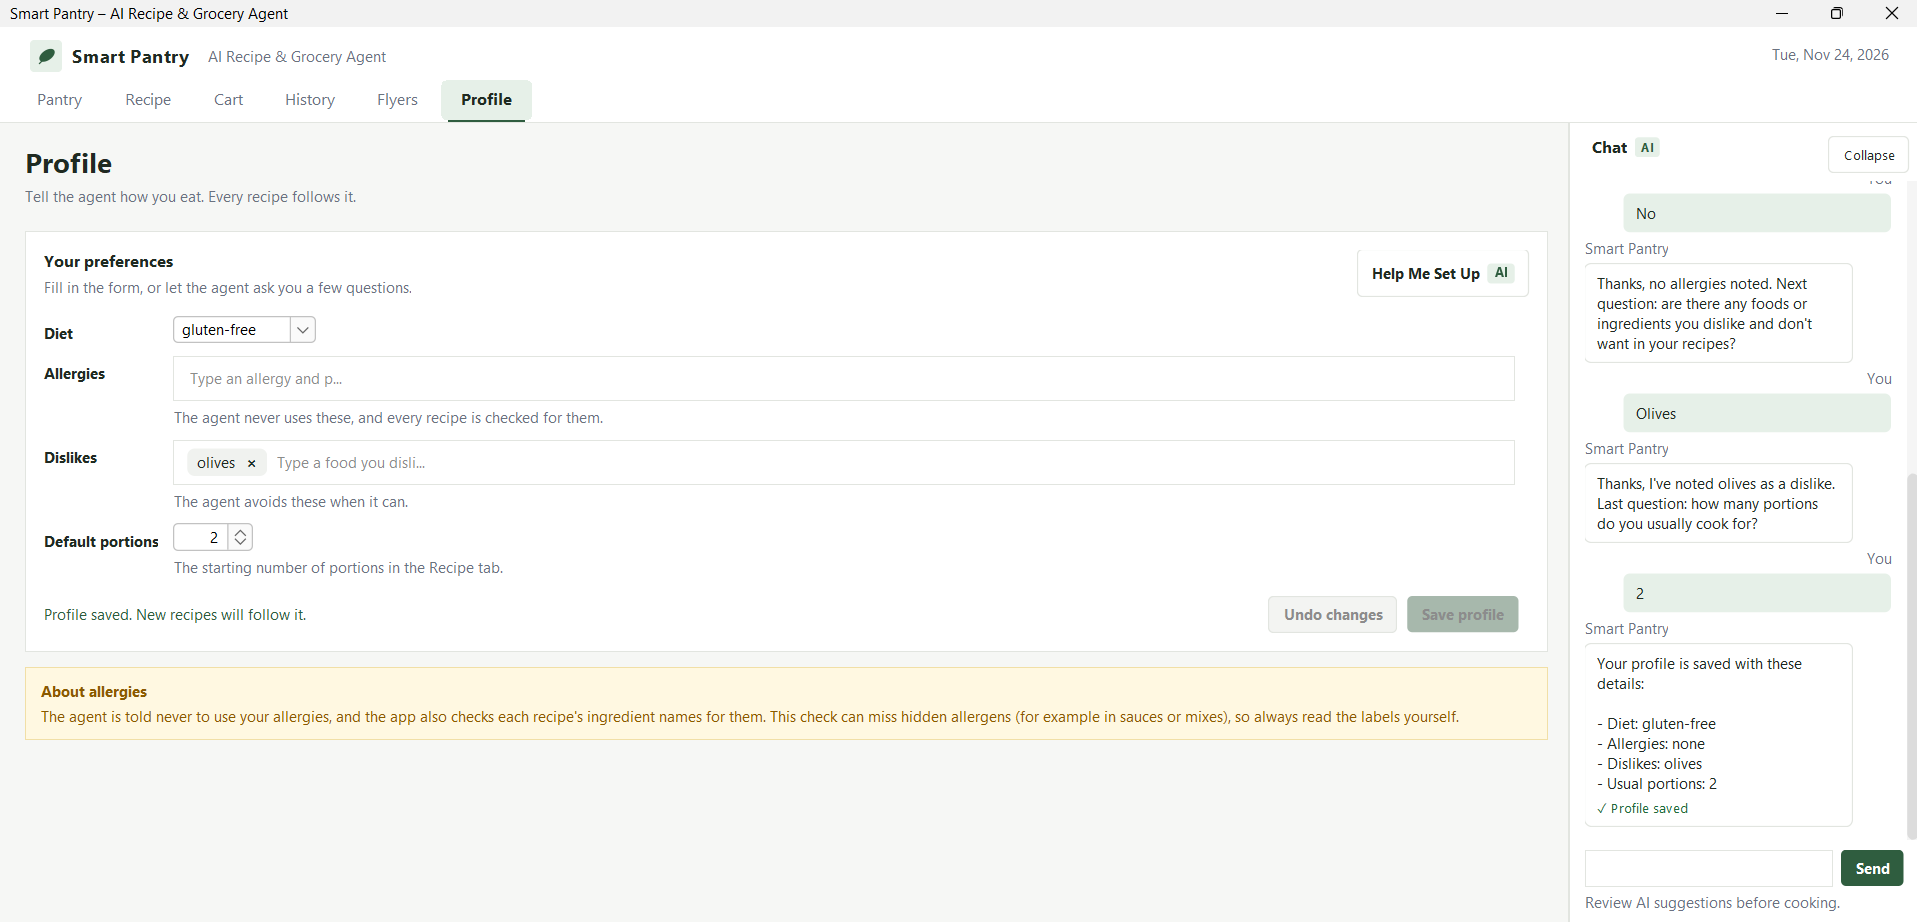 Smart Pantry – AI Recipe & Grocery Agent
Smart Pantry AI Recipe & Grocery Agent
Tue, Nov 24, 2026
Pantry Recipe Cart History Flyers Profile
Profile
Tell the agent how you eat. Every recipe follows it.
Your preferences
Fill in the form, or let the agent ask you a few questions.
Help Me Set Up AI
Diet gluten-free
Allergies Type an allergy and p...
The agent never uses these, and every recipe is checked for them.
Dislikes olives × Type a food you disli...
The agent avoids these when it can.
Default portions 2
The starting number of portions in the Recipe tab.
Profile saved. New recipes will follow it.
Undo changes Save profile
About allergies
The agent is told never to use your allergies, and the app also checks each recipe's ingredient names for them. This check can miss hidden allergens (for example in sauces or mixes), so always read the labels yourself.
Chat AI
Collapse
You
No
Smart Pantry
Thanks, no allergies noted. Next
question: are there any foods or
ingredients you dislike and don't
want in your recipes?
You
Olives
Smart Pantry
Thanks, I've noted olives as a dislike.
Last question: how many portions
do you usually cook for?
You
2
Smart Pantry
Your profile is saved with these
details:
- Diet: gluten-free
- Allergies: none
- Dislikes: olives
- Usual portions: 2
✓ Profile saved
Send
Review AI suggestions before cooking.